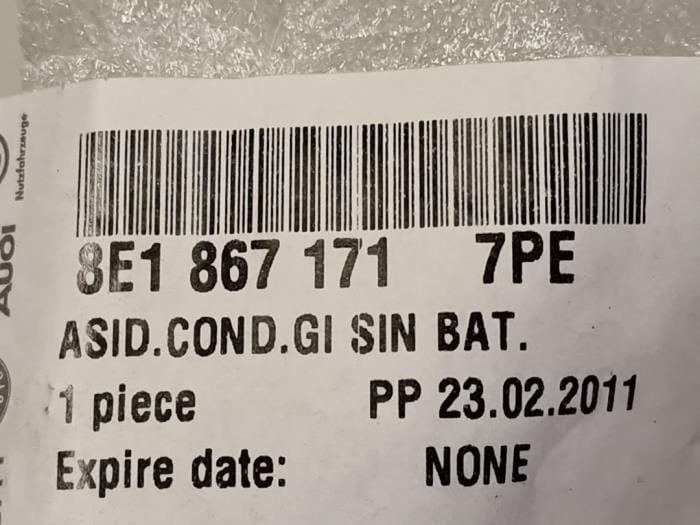 Nutzfahrzeuge
AUDI
8E1 867 171 7PE
ASID.COND.GI SIN BAT.
1 piece PP 23.02.2011
Expire date: NONE